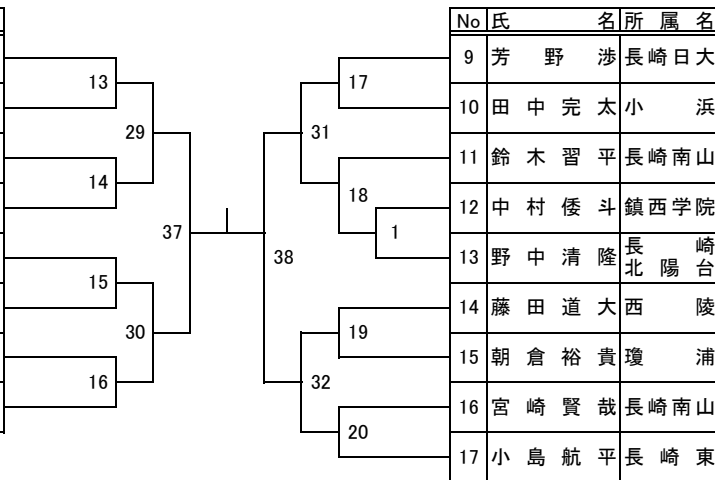 No 氏名 所属名
9 芳野渉 長崎日大
10 田中完太 小浜
11 鈴木習平 長崎南山
12 中村倭斗 鎮西学院
13 野中清隆 長崎北陽台
14 藤田道大 西陵
15 朝倉裕貴 瓊浦
16 宮崎賢哉 長崎南山
17 小島航平 長崎東
13
29
14
37
15
30
16
17
31
18
1
38
19
32
20